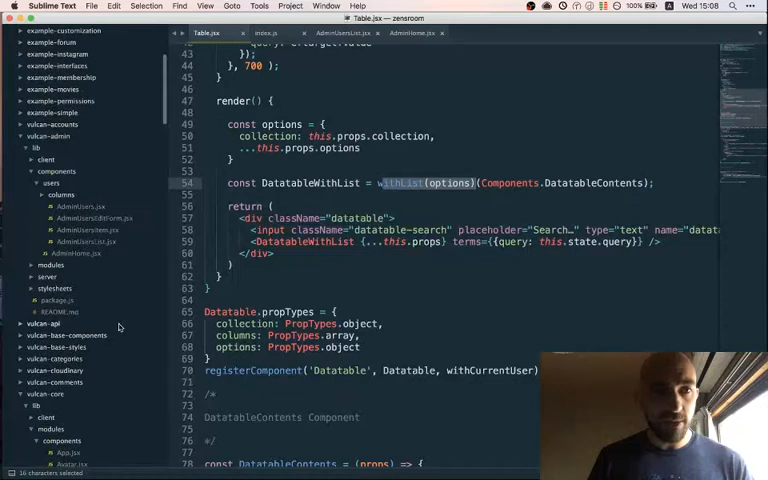 Sublime Text File Edit Selection Find View Goto Tools Project Window Help 100% Wed 15:08
Table.jsx — zensroom
Table.jsx × index.js × AdminUsersList.jsx × AdminHome.jsx ×
example-customization
example-forum
example-instagram
example-interfaces
example-membership
example-movies
example-permissions
example-simple
vulcan-accounts
vulcan-admin
lib
client
components
users
columns
AdminUsers.jsx
AdminUsersEditForm.jsx
AdminUsersItem.jsx
AdminUsersList.jsx
AdminHome.jsx
modules
server
stylesheets
package.js
README.md
vulcan-api
vulcan-base-components
vulcan-base-styles
vulcan-categories
vulcan-cloudinary
vulcan-comments
vulcan-core
lib
client
modules
components
App.jsx
Avatar.jsx
43 });
44 }, 700 );
45 }
46
47 render() {
48
49 const options = {
50 collection: this.props.collection,
51 ...this.props.options
52 }
53
54 const DatatableWithList = withList(options)(Components.DatatableContents);
55
56 return (
57 <div className="datatable">
58 <input className="datatable-search" placeholder="Search…" type="text" name="datata
59 <DatatableWithList {...this.props} terms={{query: this.state.query}} />
60 </div>
61 )
62 }
63 }
64
65 Datatable.propTypes = {
66 collection: PropTypes.object,
67 columns: PropTypes.array,
68 options: PropTypes.object
69 }
70 registerComponent('Datatable', Datatable, withCurrentUser)
71
72 /*
73
74 DatatableContents Component
75
76 */
77
78 const DatatableContents = (props) => {
16 characters selected